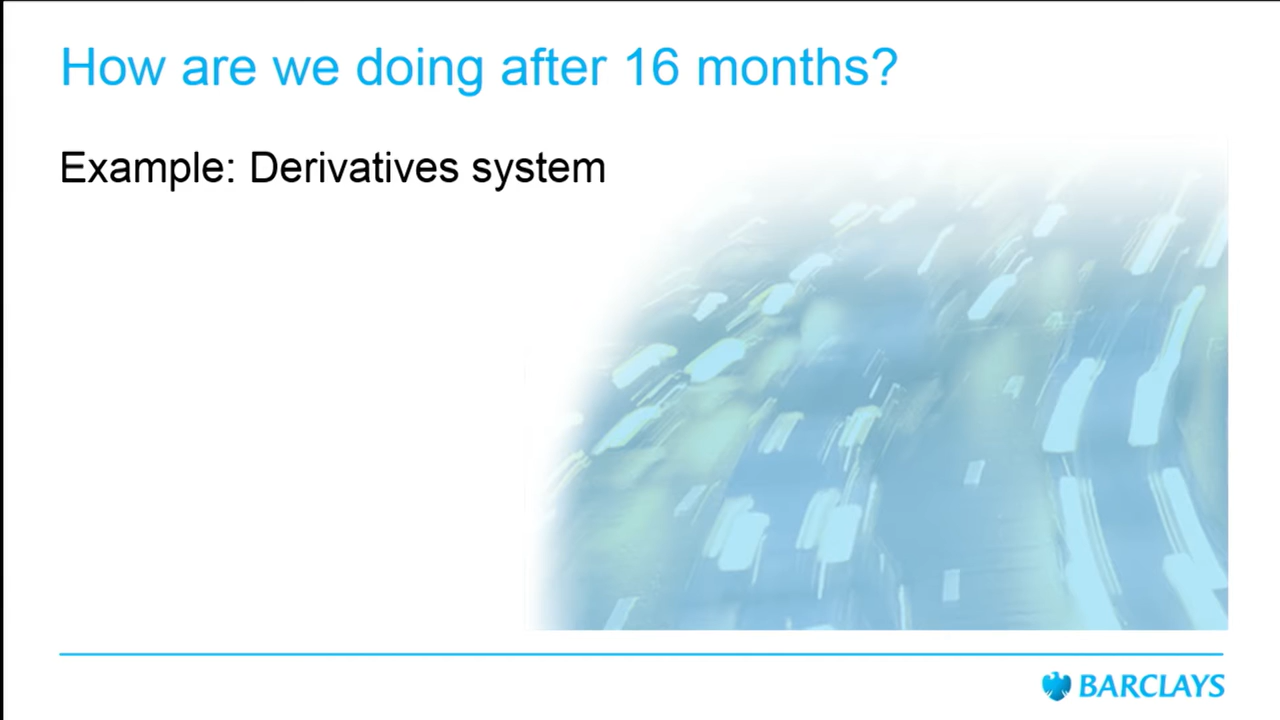 How are we doing after 16 months?
Example: Derivatives system
BARCLAYS